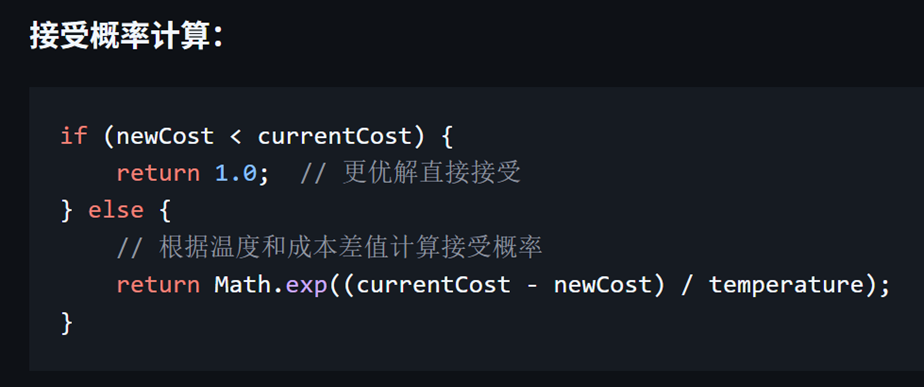 接受概率计算：
if (newCost < currentCost) {
    return 1.0;  // 更优解直接接受
} else {
    // 根据温度和成本差值计算接受概率
    return Math.exp((currentCost - newCost) / temperature);
}